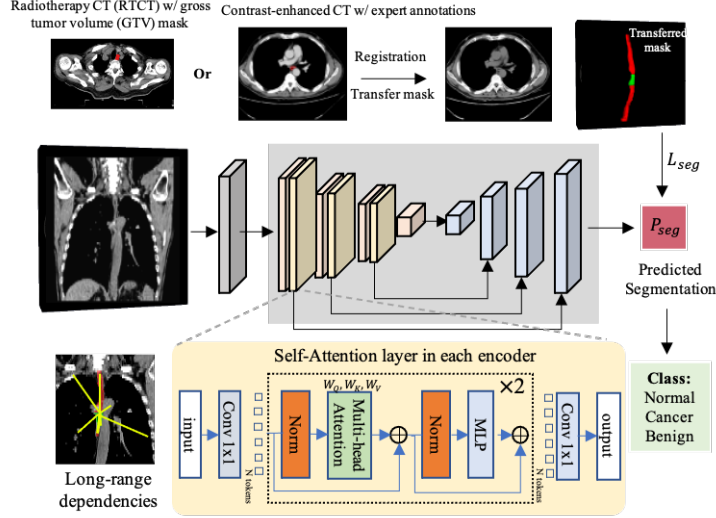 Radiotherapy CT (RTCT) w/ gross
tumor volume (GTV) mask
Contrast-enhanced CT w/ expert annotations
Or
Registration
Transfer mask
Transferred
mask
L_seg
P_seg
Predicted
Segmentation
Class:
Normal
Cancer
Benign
Long-range
dependencies
Self-Attention layer in each encoder
W_Q, W_K, W_V
×2
input
Conv 1x1
N tokens
Norm
Multi-head
Attention
Norm
MLP
N tokens
Conv 1x1
output